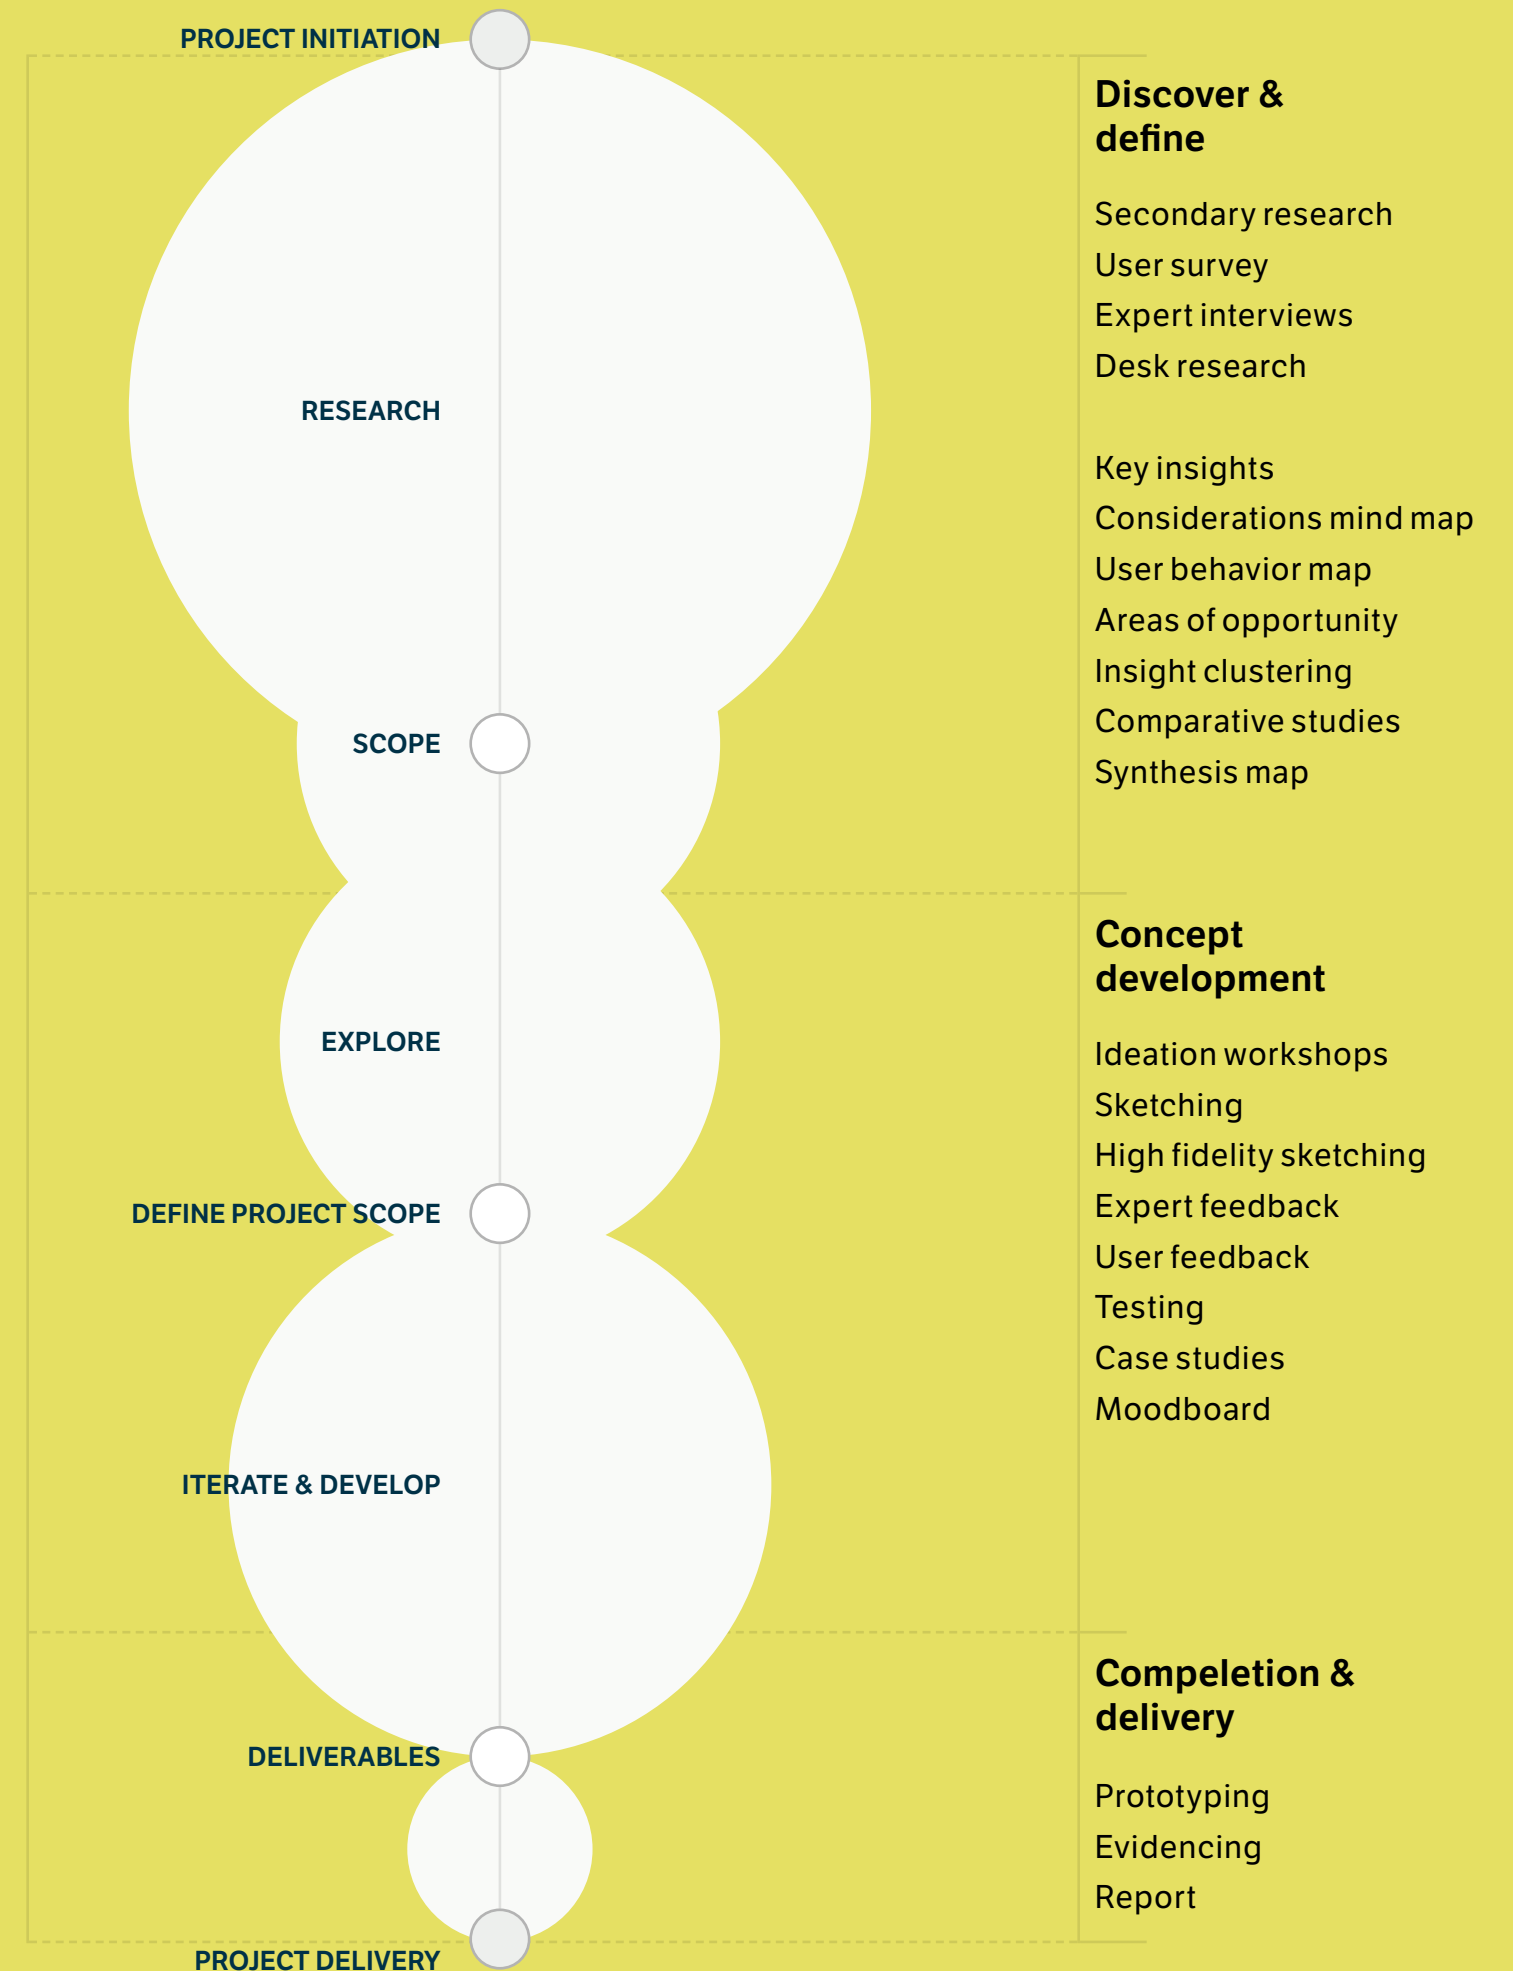 PROJECT INITIATION
RESEARCH
SCOPE
EXPLORE
DEFINE PROJECT SCOPE
ITERATE & DEVELOP
DELIVERABLES
PROJECT DELIVERY
Discover &
define
Secondary research
User survey
Expert interviews
Desk research
Key insights
Considerations mind map
User behavior map
Areas of opportunity
Insight clustering
Comparative studies
Synthesis map
Concept
development
Ideation workshops
Sketching
High fidelity sketching
Expert feedback
User feedback
Testing
Case studies
Moodboard
Compeletion &
delivery
Prototyping
Evidencing
Report